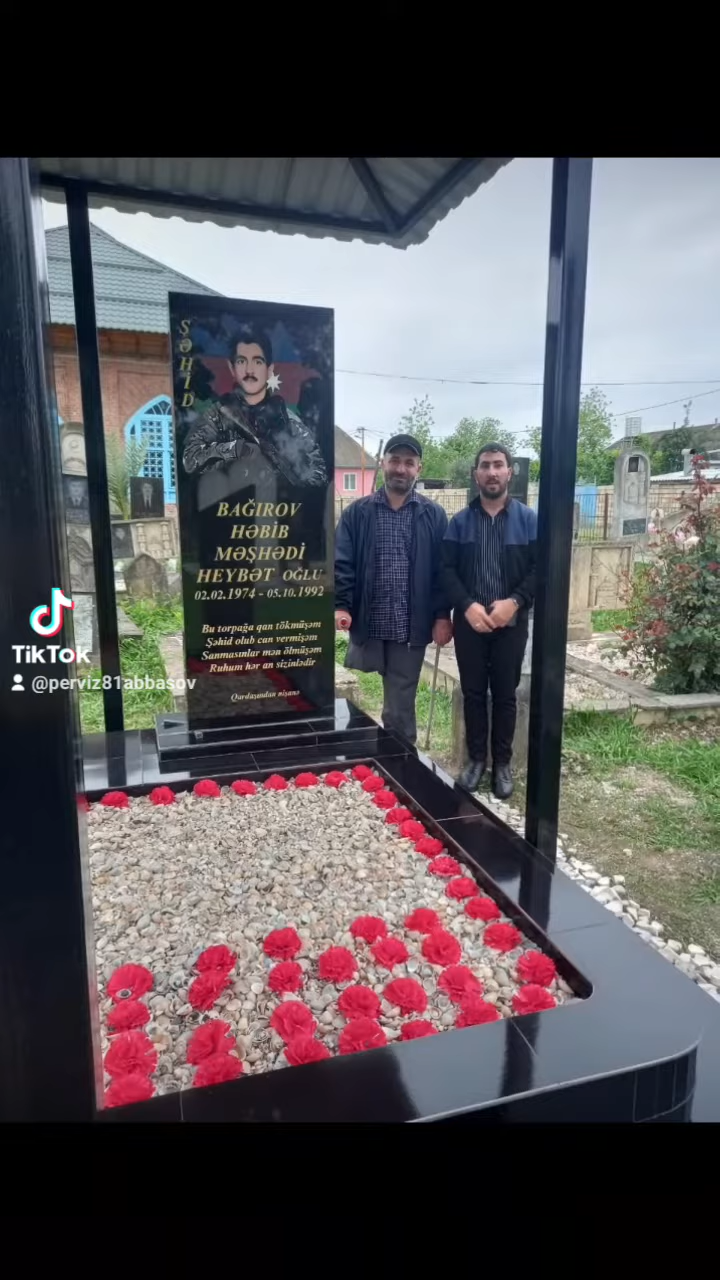 ŞƏHİD
BAĞIROV
HƏBİB
MƏŞHƏDİ
HEYBƏT OĞLU
02.02.1974 - 05.10.1992
Bu torpağa qan tökmüşəm
Şəhid olub can vermişəm
Sanmasınlar mən ölmüşəm
Ruhum hər an sizinlədir
Qardaşından nişanə
TikTok
@perviz81abbasov